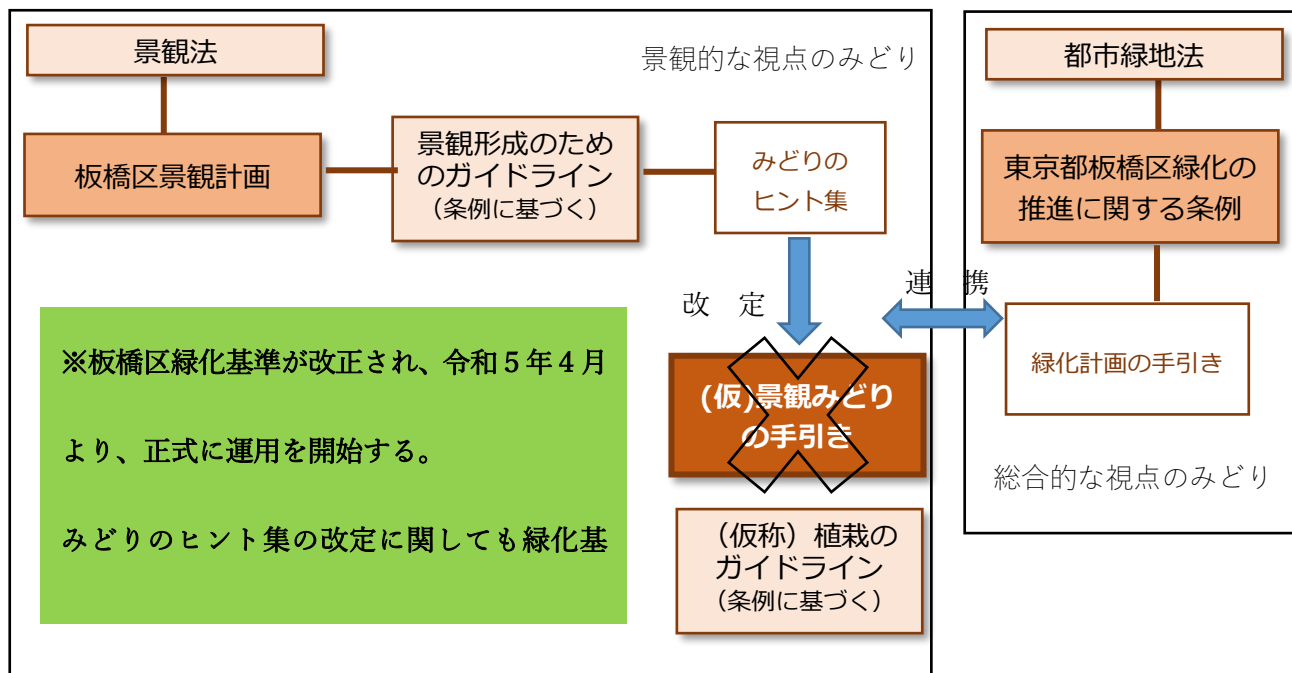 景観法
景観的な視点のみどり
板橋区景観計画
景観形成のため
のガイドライン
（条例に基づく）
みどりの
ヒント集
改　定
連　携
(仮)景観みどり
の手引き
（仮称）植栽の
ガイドライン
（条例に基づく）
※板橋区緑化基準が改正され、令和５年４月
より、正式に運用を開始する。
みどりのヒント集の改定に関しても緑化基
都市緑地法
東京都板橋区緑化の
推進に関する条例
緑化計画の手引き
総合的な視点のみどり